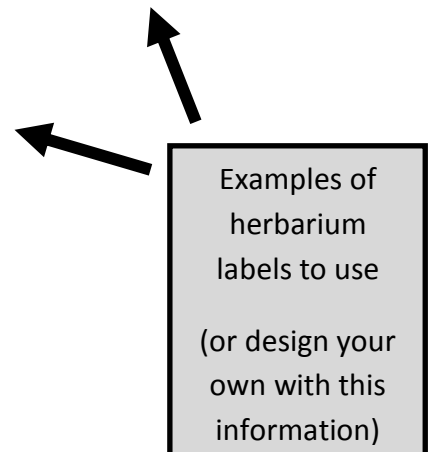 Examples of
herbarium
labels to use
(or design your
own with this
information)